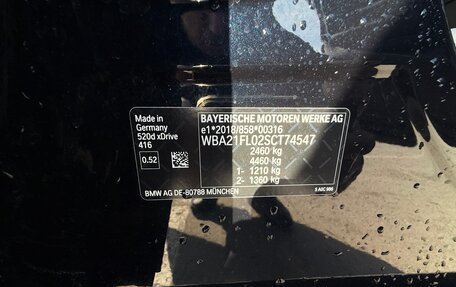 Made in
Germany
520d xDrive
416
0.52
BAYERISCHE MOTOREN WERKE AG
e1*2018/858*00316
WBA21FL02SCT74547
2460 kg
4460 kg
1- 1210 kg
2- 1360 kg
BMW AG DE-80788 MÜNCHEN